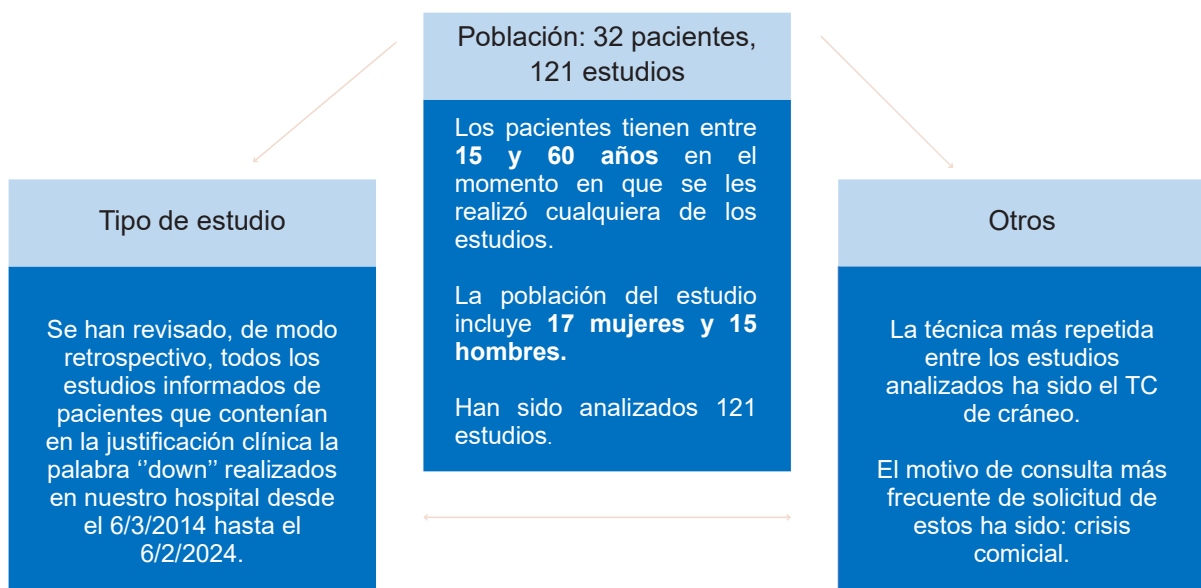 Población: 32 pacientes,
121 estudios
Los pacientes tienen entre
15 y 60 años en el
momento en que se les
realizó cualquiera de los
estudios.
La población del estudio
incluye 17 mujeres y 15
hombres.
Han sido analizados 121
estudios.
Tipo de estudio
Se han revisado, de modo
retrospectivo, todos los
estudios informados de
pacientes que contenían
en la justificación clínica la
palabra ‘’down’’ realizados
en nuestro hospital desde
el 6/3/2014 hasta el
6/2/2024.
Otros
La técnica más repetida
entre los estudios
analizados ha sido el TC
de cráneo.
El motivo de consulta más
frecuente de solicitud de
estos ha sido: crisis
comicial.